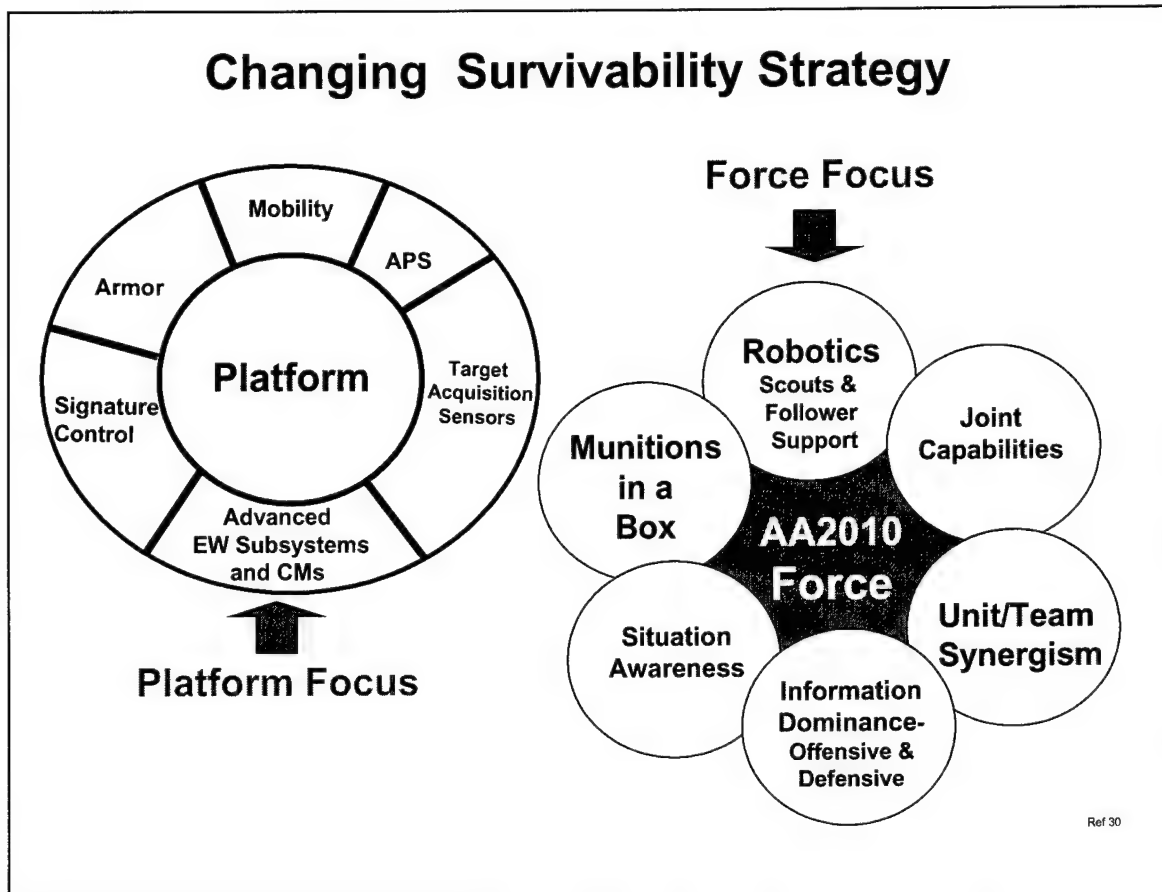 Changing Survivability Strategy
Mobility
APS
Armor
Platform
Target
Acquisition
Sensors
Signature
Control
Advanced
EW Subsystems
and CMs
Platform Focus
Force Focus
Robotics
Scouts &
Follower
Support
Joint
Capabilities
Munitions
in a
Box
AA2010
Force
Unit/Team
Synergism
Situation
Awareness
Information
Dominance-
Offensive &
Defensive
Ref 30